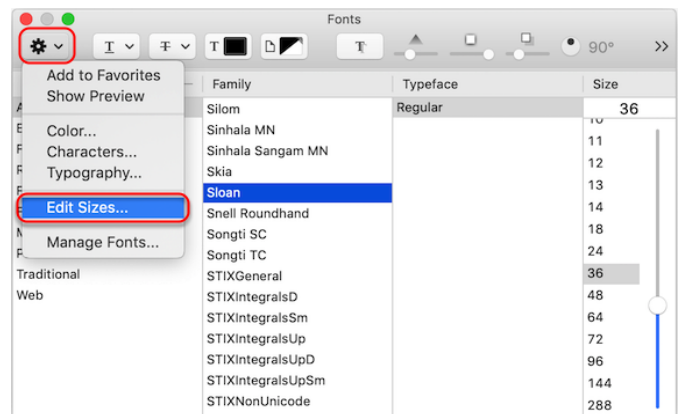 Fonts
T
T
T
D
T
90°
>>
Add to Favorites
Show Preview
Color...
Characters...
Typography...
Edit Sizes...
Manage Fonts...
Traditional
Web
Family
Silom
Sinhala MN
Sinhala Sangam MN
Skia
Sloan
Snell Roundhand
Songti SC
Songti TC
STIXGeneral
STIXIntegralsD
STIXIntegralsSm
STIXIntegralsUp
STIXIntegralsUpD
STIXIntegralsUpSm
STIXNonUnicode
Typeface
Regular
Size
36
10
11
12
13
14
18
24
36
48
64
72
96
144
288